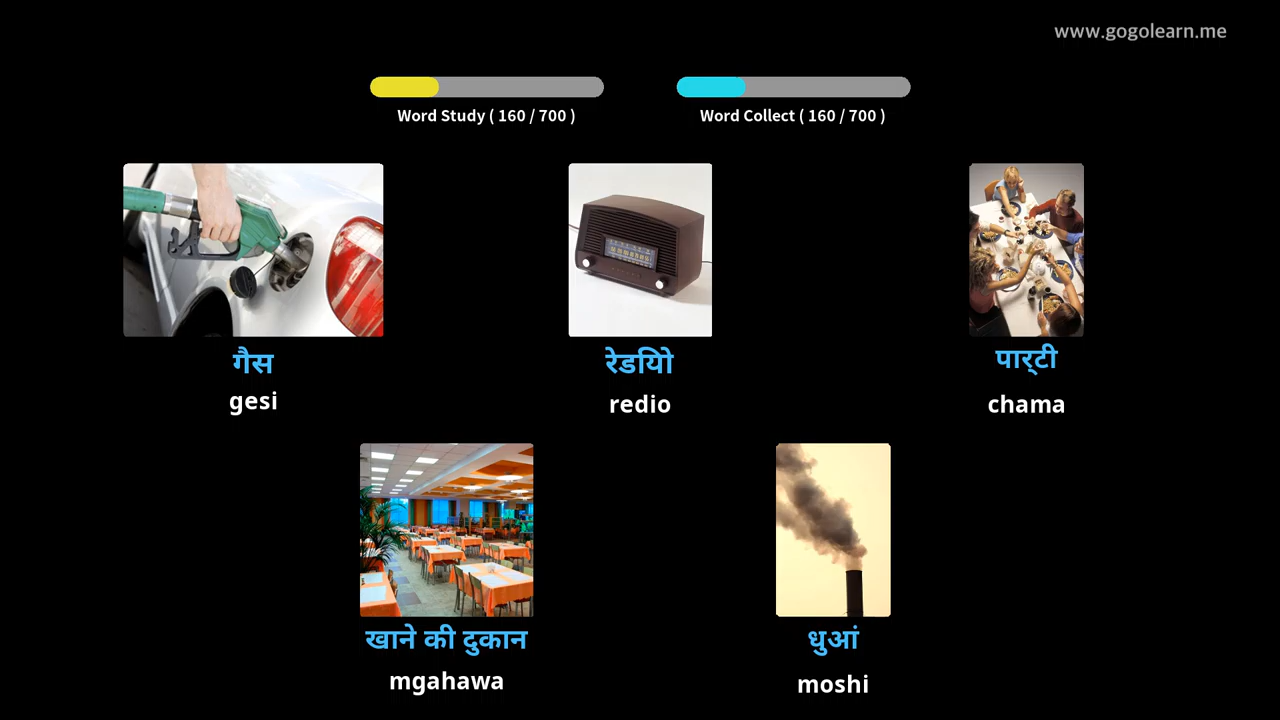 www.gogolearn.me
Word Study ( 160 / 700 )
Word Collect ( 160 / 700 )
गैस
gesi
रेडियो
redio
पार्टी
chama
खाने की दुकान
mgahawa
धुआं
moshi